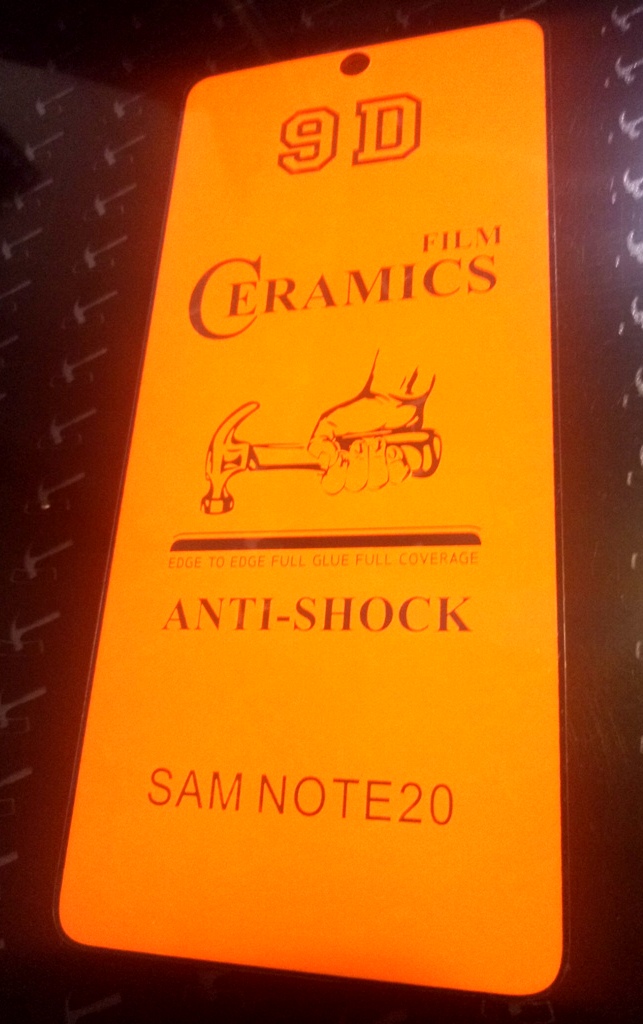 9D
FILM
CERAMICS
EDGE TO EDGE FULL GLUE FULL COVERAGE
ANTI-SHOCK
SAM NOTE20